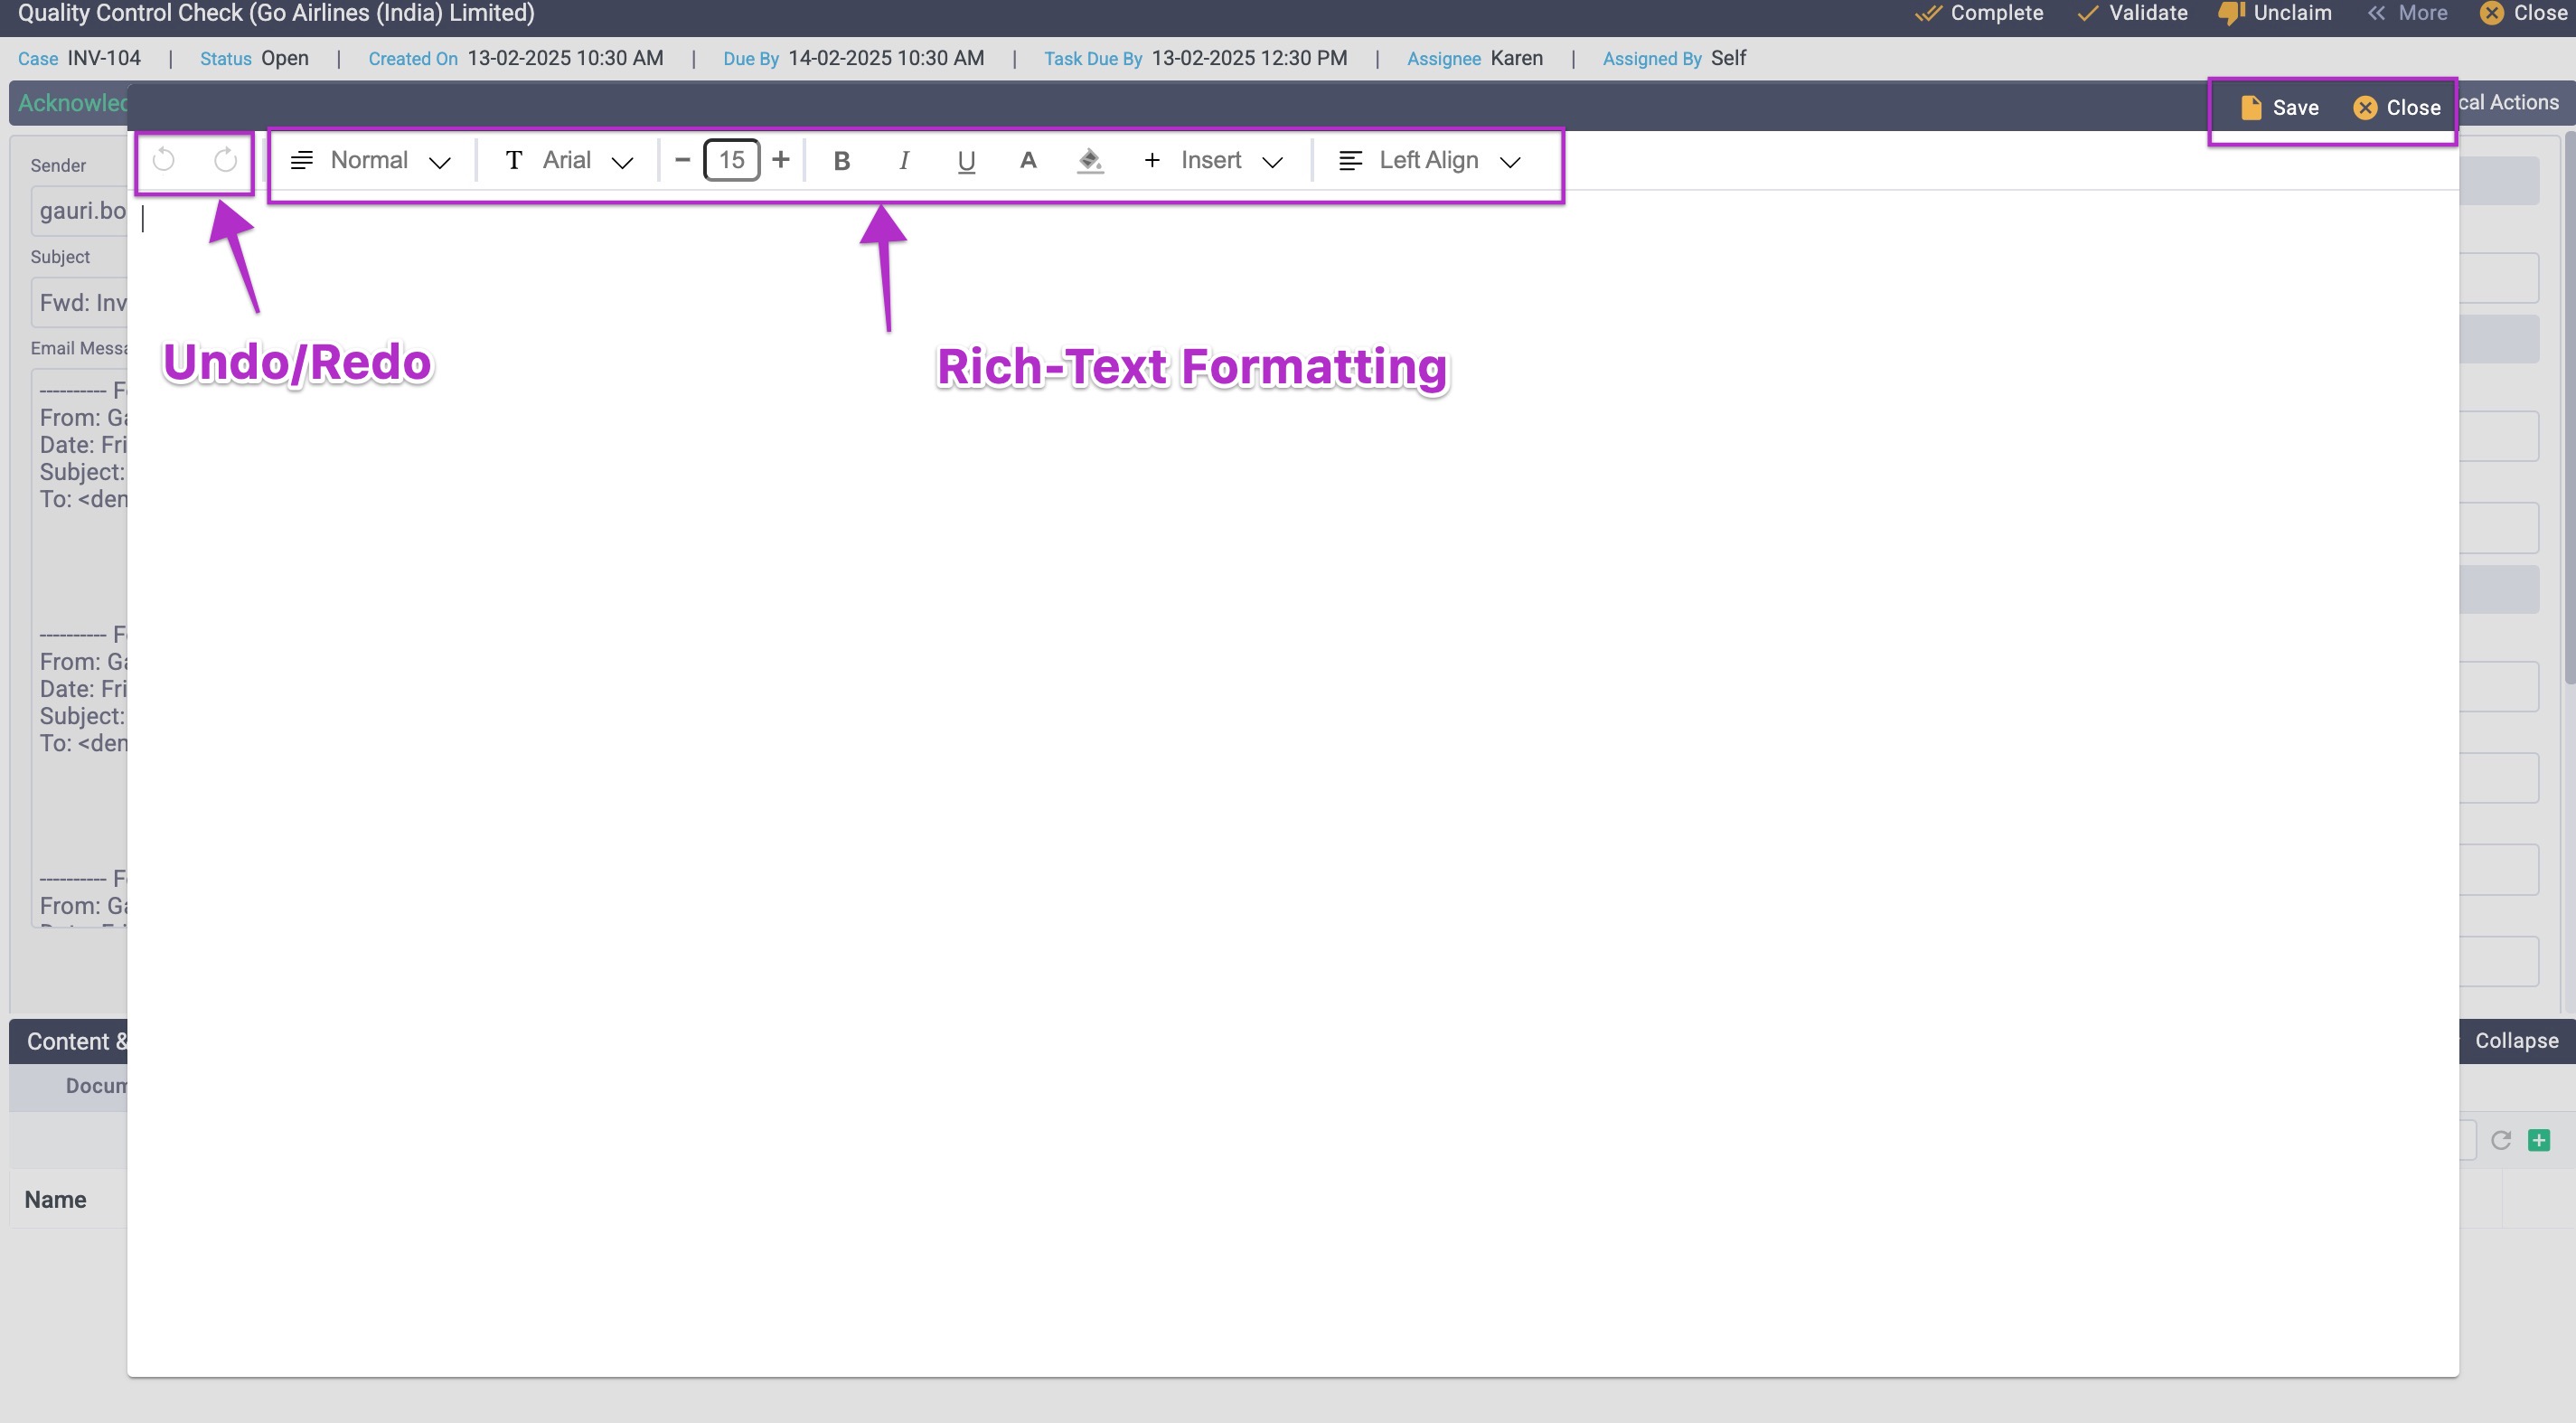 Quality Control Check (Go Airlines (India) Limited)
Complete Validate Unclaim More Close
Case INV-104 | Status Open | Created On 13-02-2025 10:30 AM | Due By 14-02-2025 10:30 AM | Task Due By 13-02-2025 12:30 PM | Assignee Karen | Assigned By Self
Save Close
cal Actions
Normal T Arial − 15 + B I U A + Insert Left Align
Sender
gauri.bo
Subject
Fwd: Inv
Undo/Redo
Rich-Text Formatting
Email Messa
---------- F
From: Ga
Date: Fri
Subject:
To: <den
---------- F
From: Ga
Date: Fri
Subject:
To: <den
---------- F
From: Ga
Content &
Collapse
Docum
Name